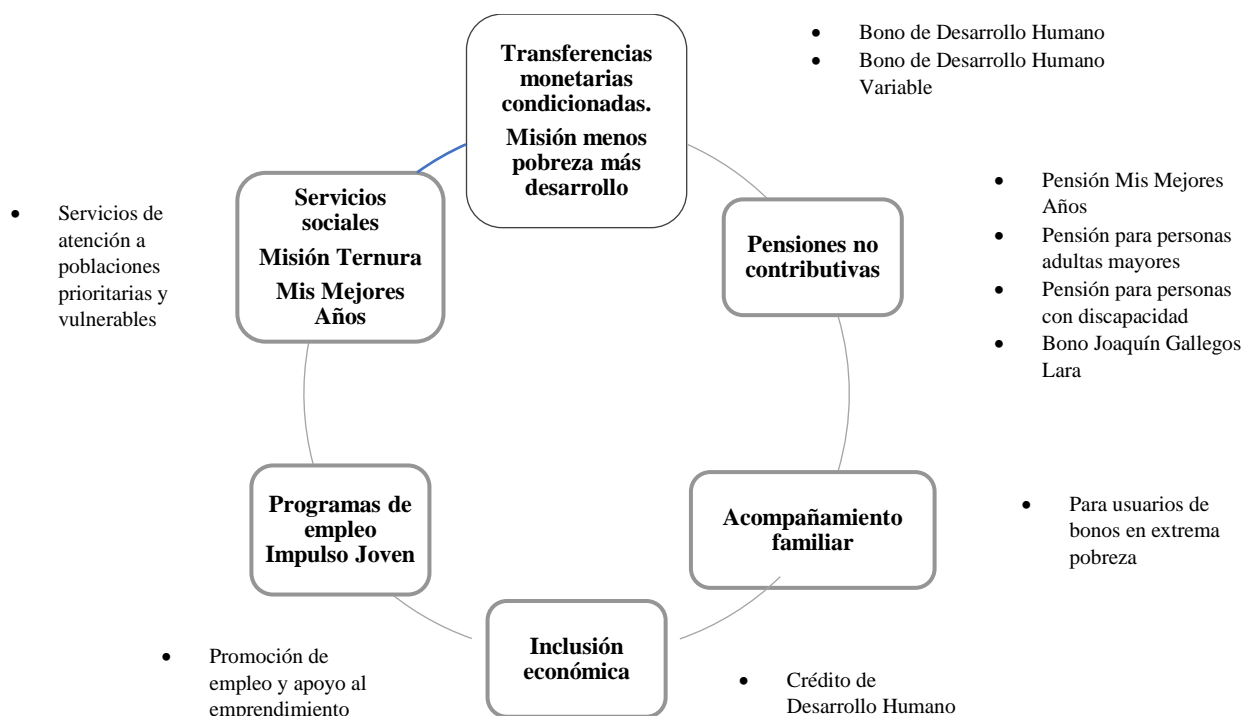 Transferencias
monetarias
condicionadas.
Misión menos
pobreza más
desarrollo
• Bono de Desarrollo Humano
• Bono de Desarrollo Humano
Variable
Pensiones no
contributivas
• Pensión Mis Mejores
Años
• Pensión para personas
adultas mayores
• Pensión para personas
con discapacidad
• Bono Joaquín Gallegos
Lara
Acompañamiento
familiar
• Para usuarios de
bonos en extrema
pobreza
Inclusión
económica
• Crédito de
Desarrollo Humano
Programas de
empleo
Impulso Joven
• Promoción de
empleo y apoyo al
emprendimiento
Servicios
sociales
Misión Ternura
Mis Mejores
Años
• Servicios de
atención a
poblaciones
prioritarias y
vulnerables